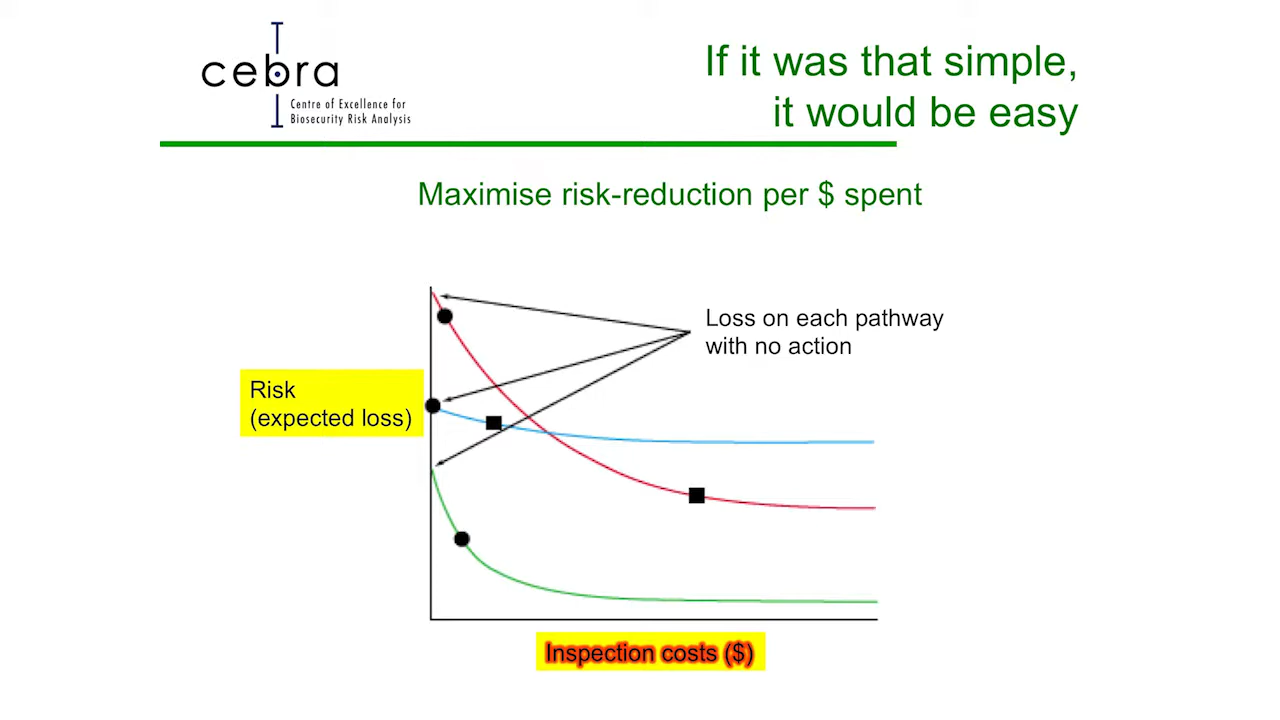 cebra
Centre of Excellence for
Biosecurity Risk Analysis
If it was that simple,
it would be easy
Maximise risk-reduction per $ spent
Loss on each pathway
with no action
Risk
(expected loss)
Inspection costs ($)